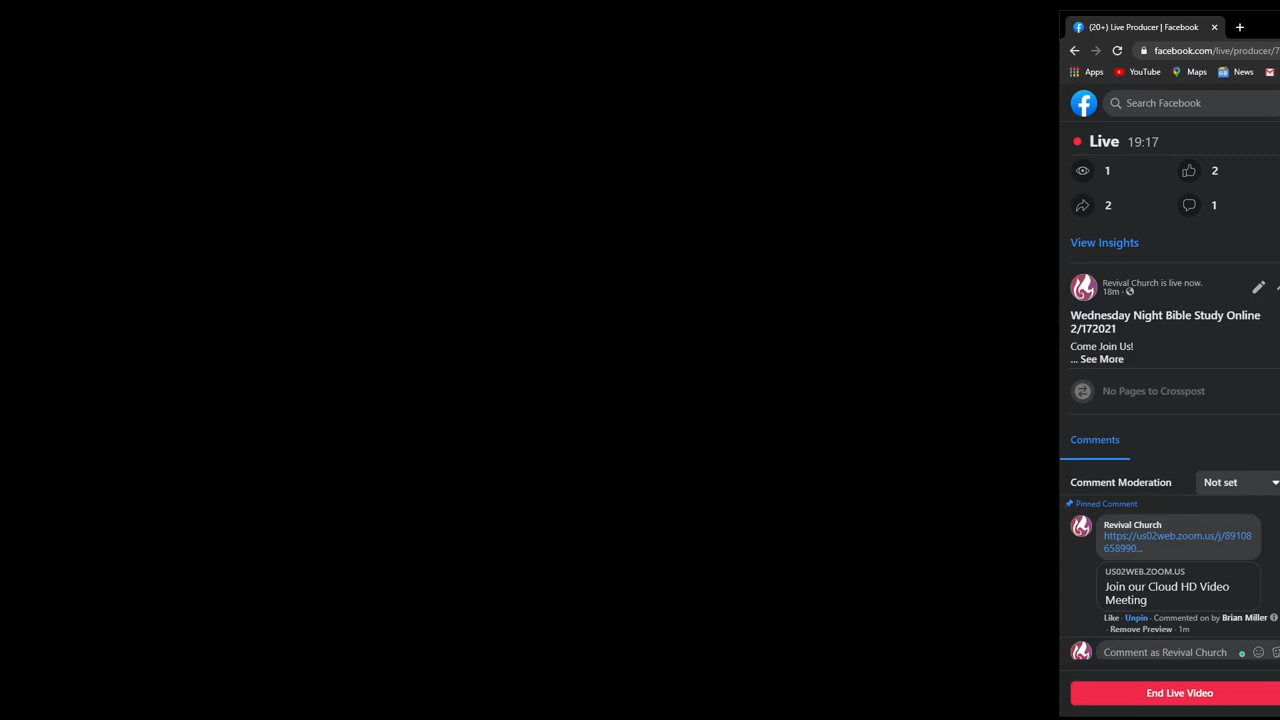 (20+) Live Producer | Facebook
facebook.com/live/producer/7
Apps YouTube Maps News
Search Facebook
Live 19:17
1 2
2 1
View Insights
Revival Church is live now.
18m
Wednesday Night Bible Study Online
2/172021
Come Join Us!
... See More
No Pages to Crosspost
Comments
Comment Moderation Not set
Pinned Comment
Revival Church
https://us02web.zoom.us/j/89108
658990...
US02WEB.ZOOM.US
Join our Cloud HD Video
Meeting
Like · Unpin · Commented on by Brian Miller
· Remove Preview · 1m
Comment as Revival Church
End Live Video